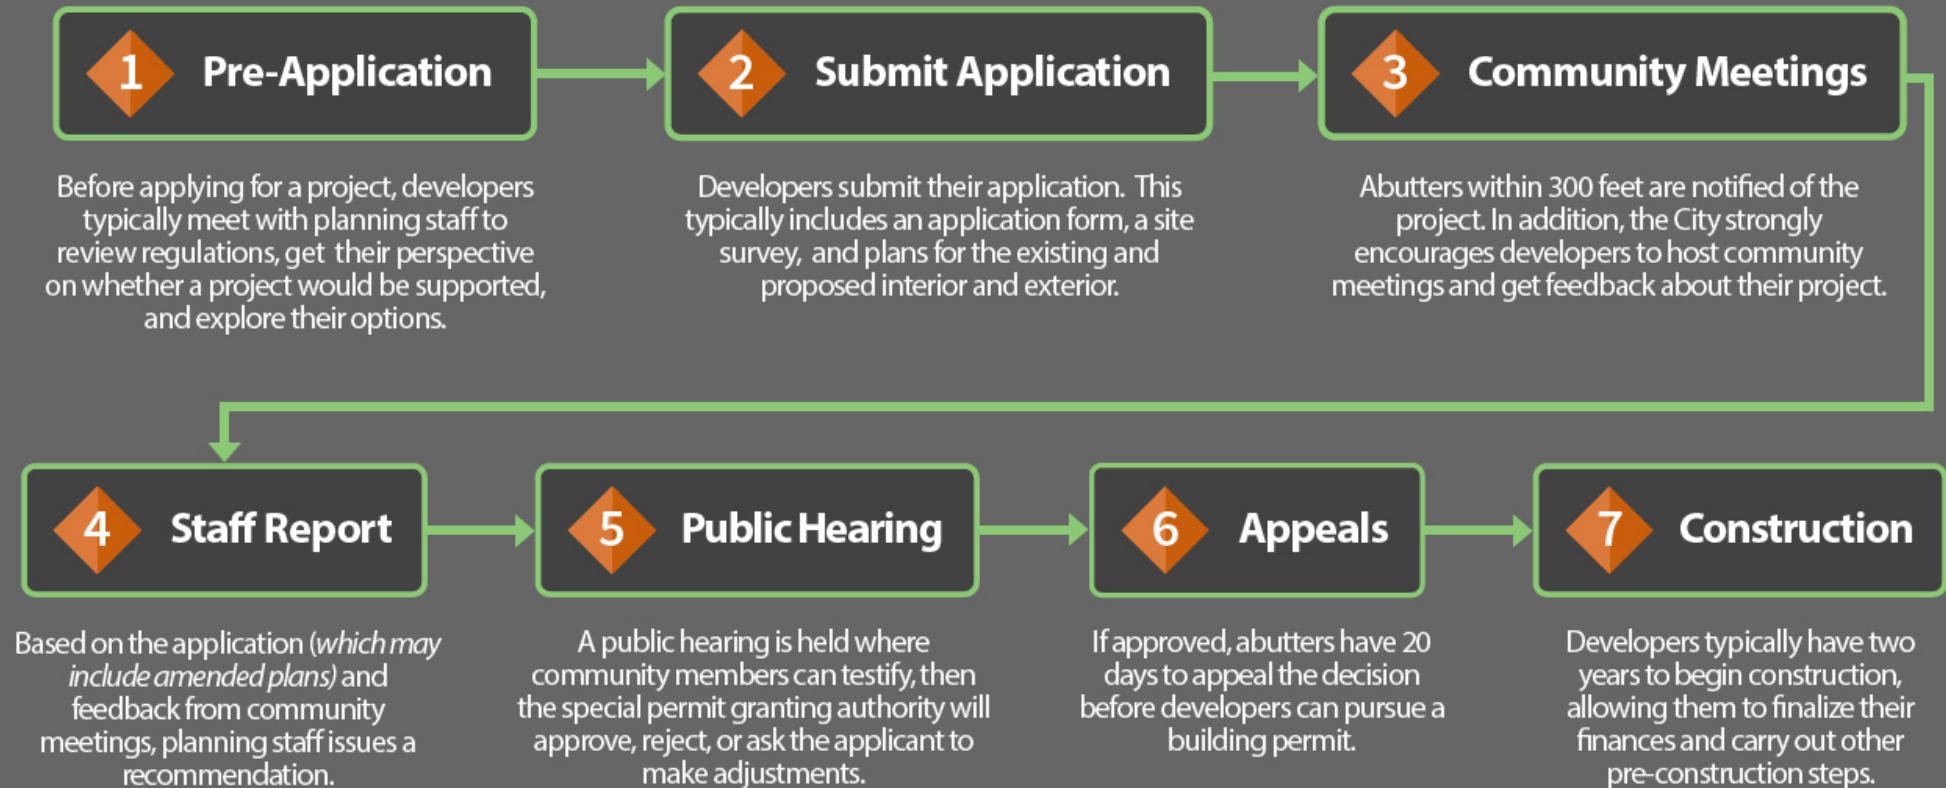 1 Pre-Application
Before applying for a project, developers
typically meet with planning staff to
review regulations, get their perspective
on whether a project would be supported,
and explore their options.
2 Submit Application
Developers submit their application. This
typically includes an application form, a site
survey, and plans for the existing and
proposed interior and exterior.
3 Community Meetings
Abutters within 300 feet are notified of the
project. In addition, the City strongly
encourages developers to host community
meetings and get feedback about their project.
4 Staff Report
Based on the application (which may
include amended plans) and
feedback from community
meetings, planning staff issues a
recommendation.
5 Public Hearing
A public hearing is held where
community members can testify, then
the special permit granting authority will
approve, reject, or ask the applicant to
make adjustments.
6 Appeals
If approved, abutters have 20
days to appeal the decision
before developers can pursue a
building permit.
7 Construction
Developers typically have two
years to begin construction,
allowing them to finalize their
finances and carry out other
pre-construction steps.